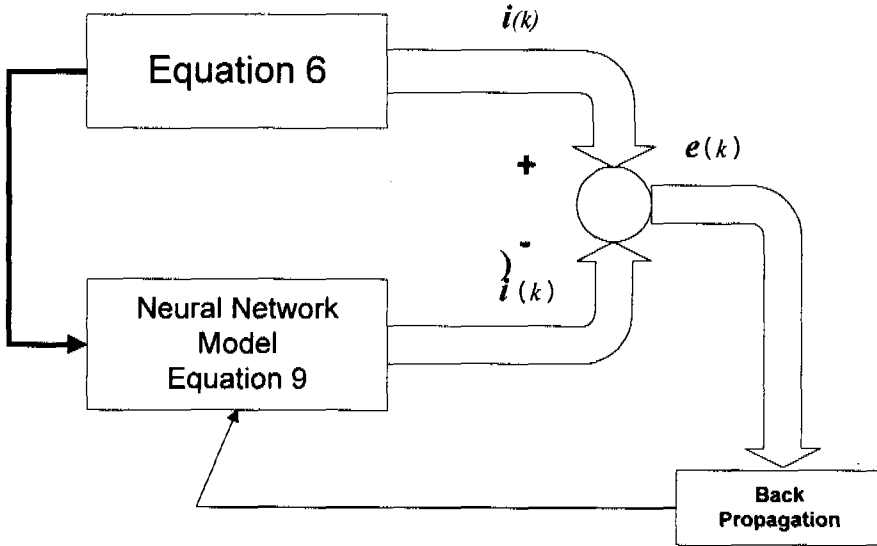 i(k)
Equation 6
+
e(k)
-
)
i(k)
Neural Network
Model
Equation 9
Back
Propagation